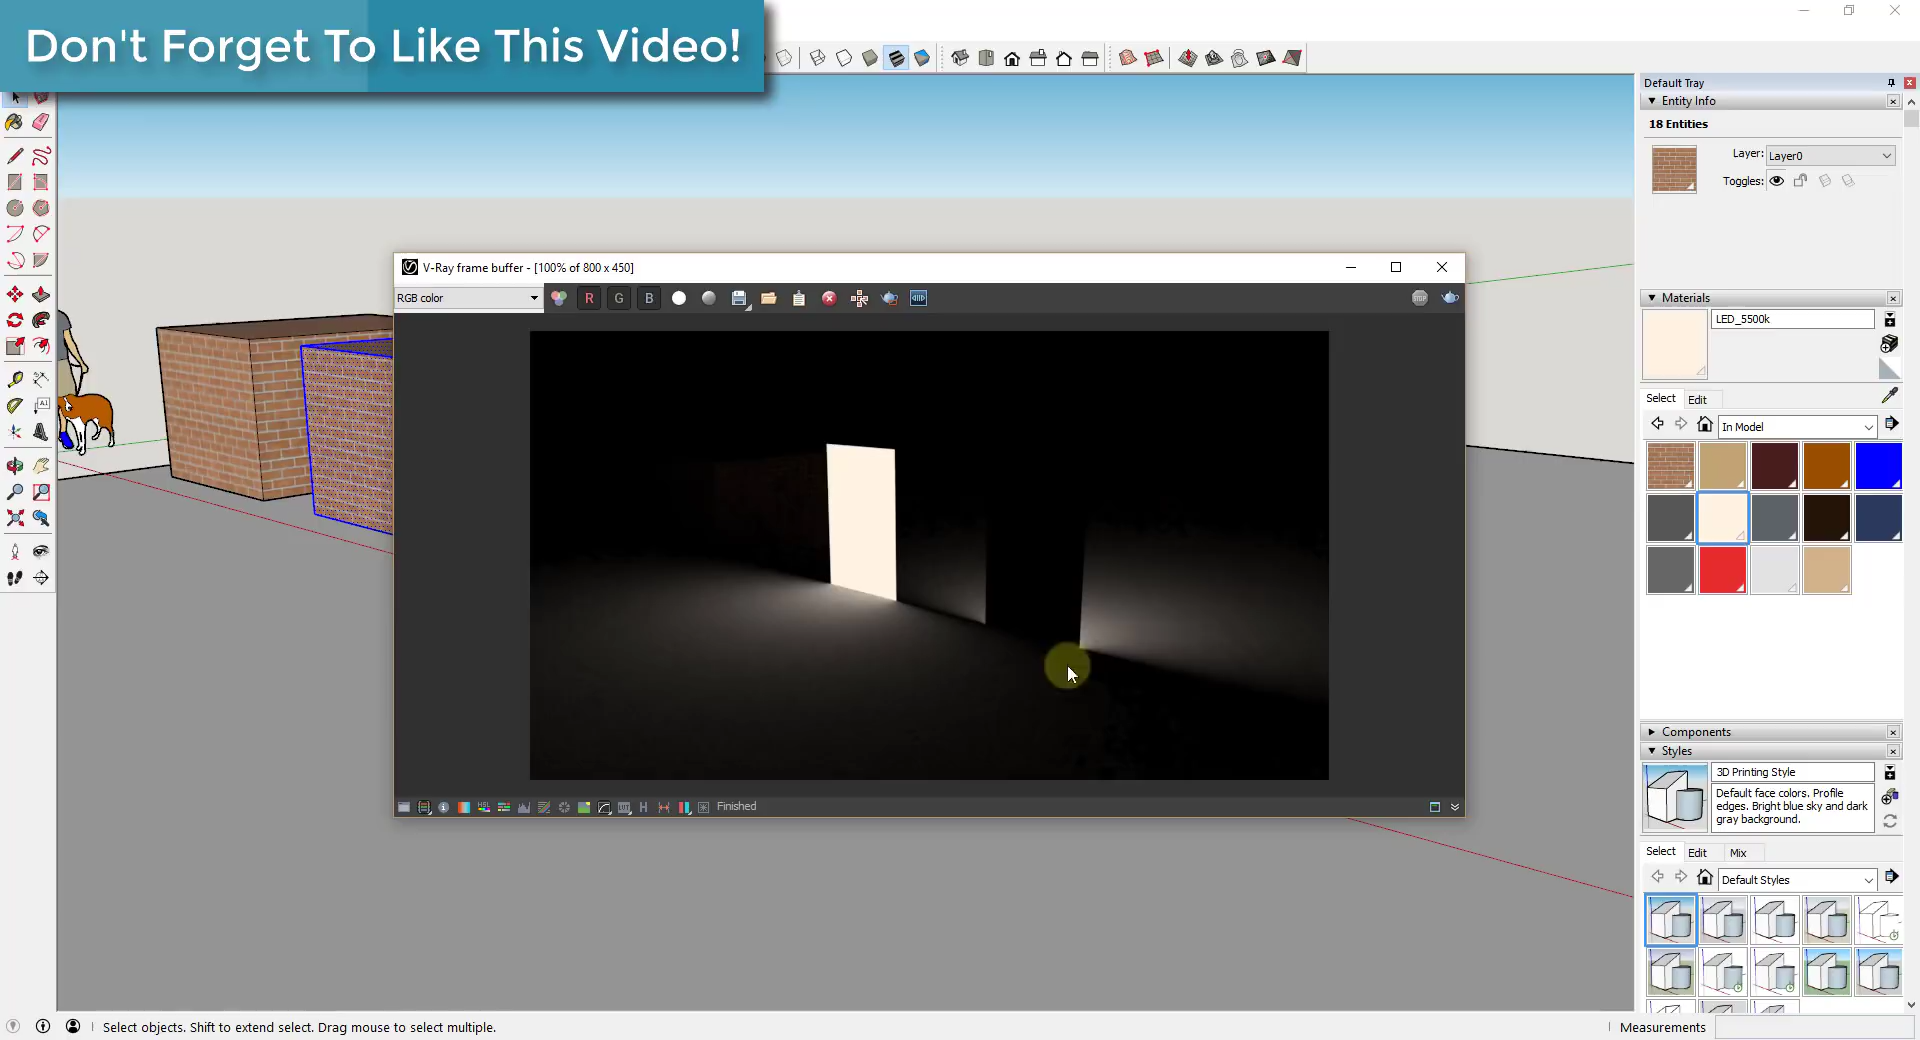 Don't Forget To Like This Video!
Default Tray
Entity Info
18 Entities
Layer: Layer0
Toggles:
V-Ray frame buffer - [100% of 800 x 450]
RGB color
R G B
STOP
Materials
LED_5500k
Select Edit
In Model
Components
Styles
3D Printing Style
Default face colors. Profile
edges. Bright blue sky and dark
gray background.
Select Edit Mix
Default Styles
HSL
H
Finished
Select objects. Shift to extend select. Drag mouse to select multiple.
Measurements